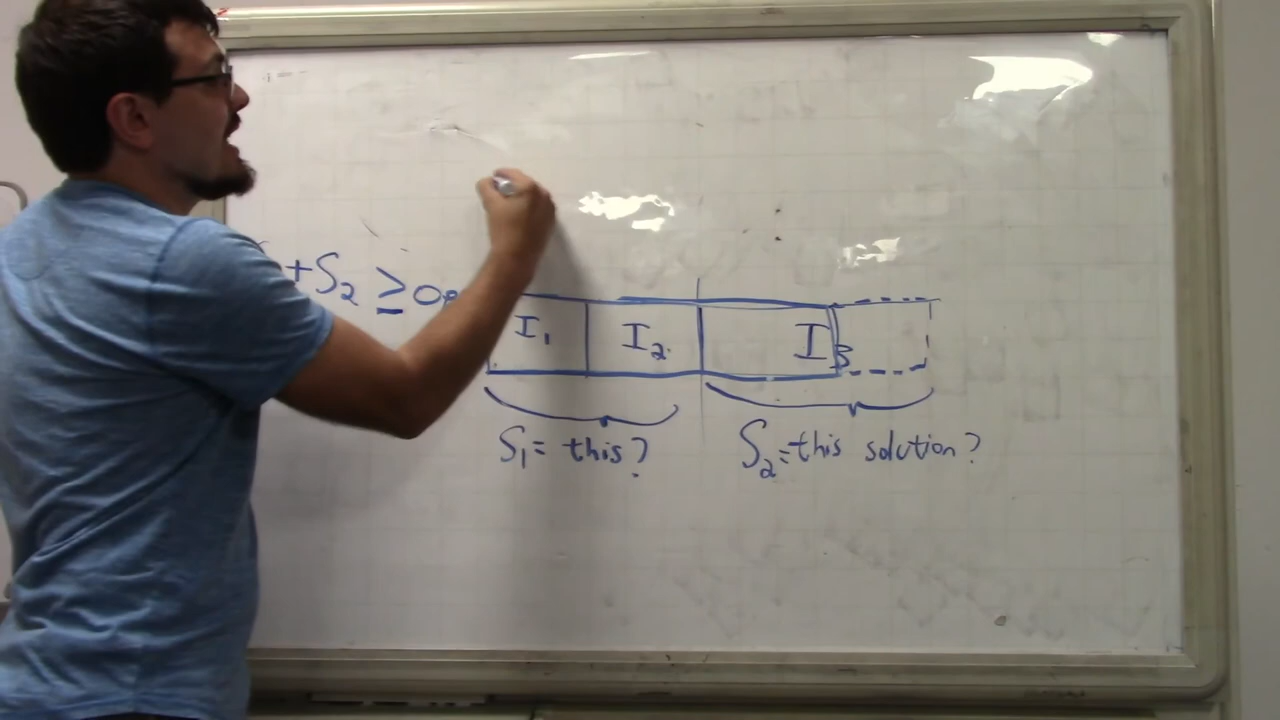 +S₂ ≥ op
I₁ I₂ I₃
S₁ = this? S₂ = this solution?